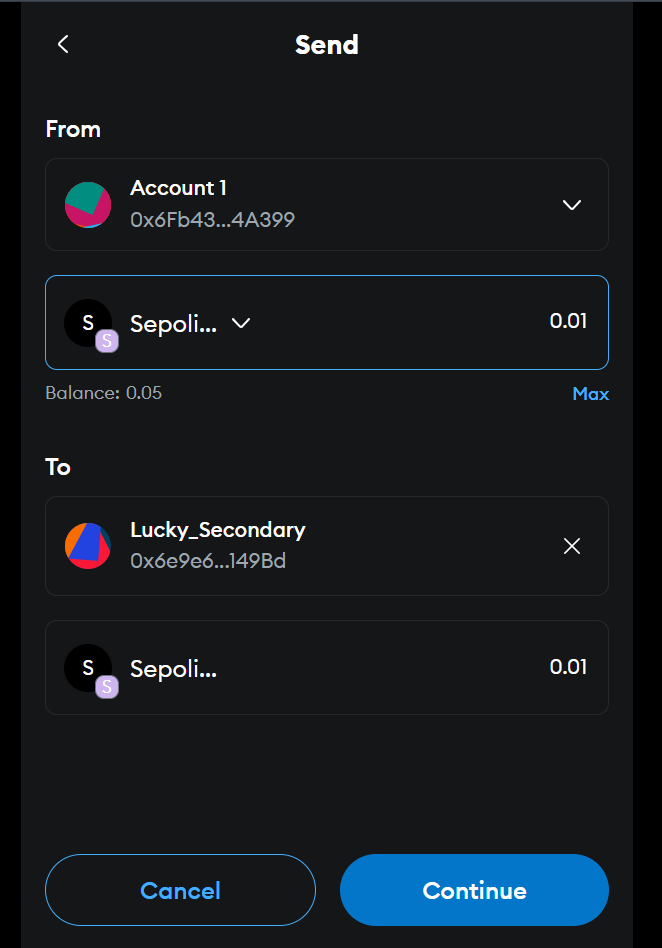 Send
From
Account 1
0x6Fb43...4A399
S
S
Sepoli...
0.01
Balance: 0.05
Max
To
Lucky_Secondary
0x6e9e6...149Bd
S
S
Sepoli...
0.01
Cancel
Continue